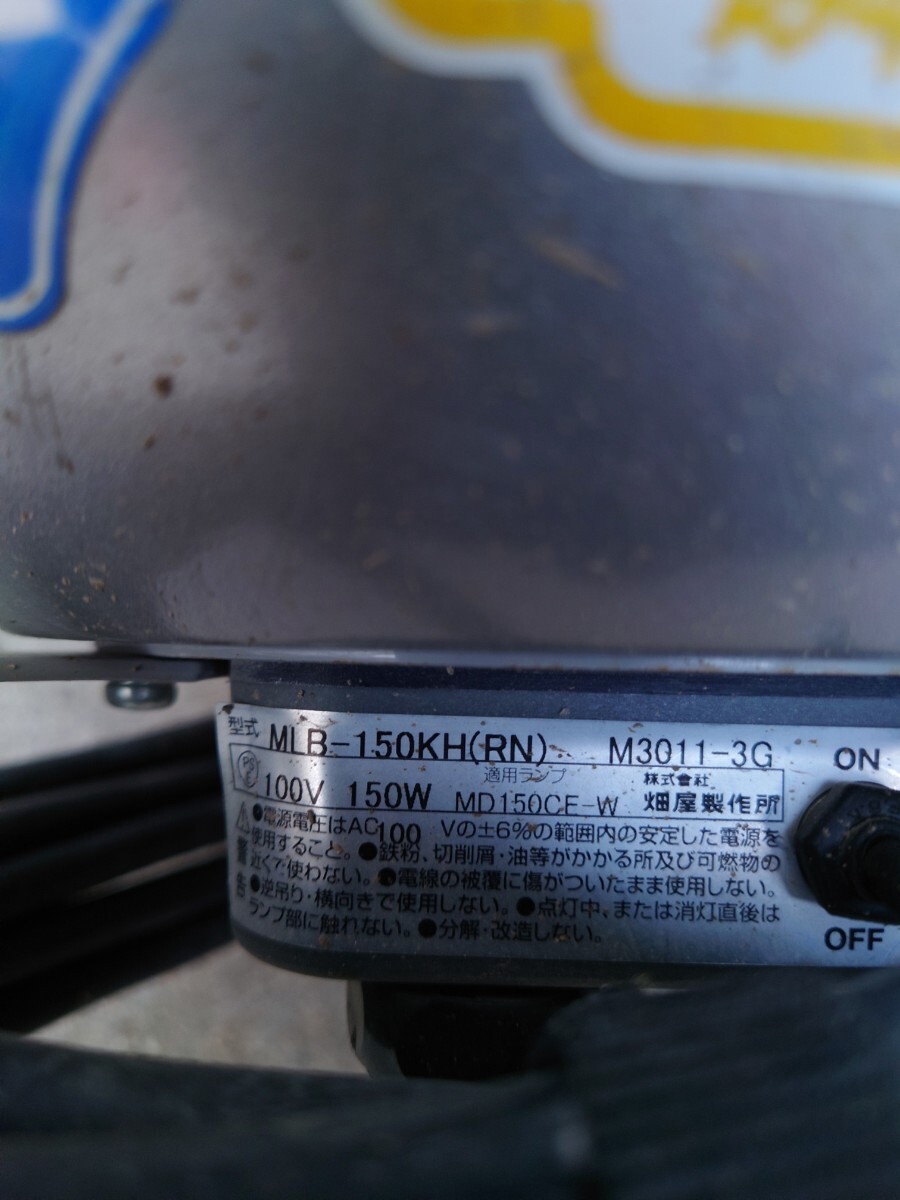 型式 MLB-150KH(RN) M3011-3G
適用ランプ 株式会社
PS E 100V 150W MD150CF-W 畑屋製作所
ON
警告 ●電源電圧はAC100Vの±6%の範囲内の安定した電源を
使用すること。●鉄粉、切削屑・油等がかかる所及び可燃物の
近くで使わない。●電線の被覆に傷がついたまま使用しない。
●逆吊り・横向きで使用しない。●点灯中、または消灯直後は
ランプ部に触れない。●分解・改造しない。
OFF